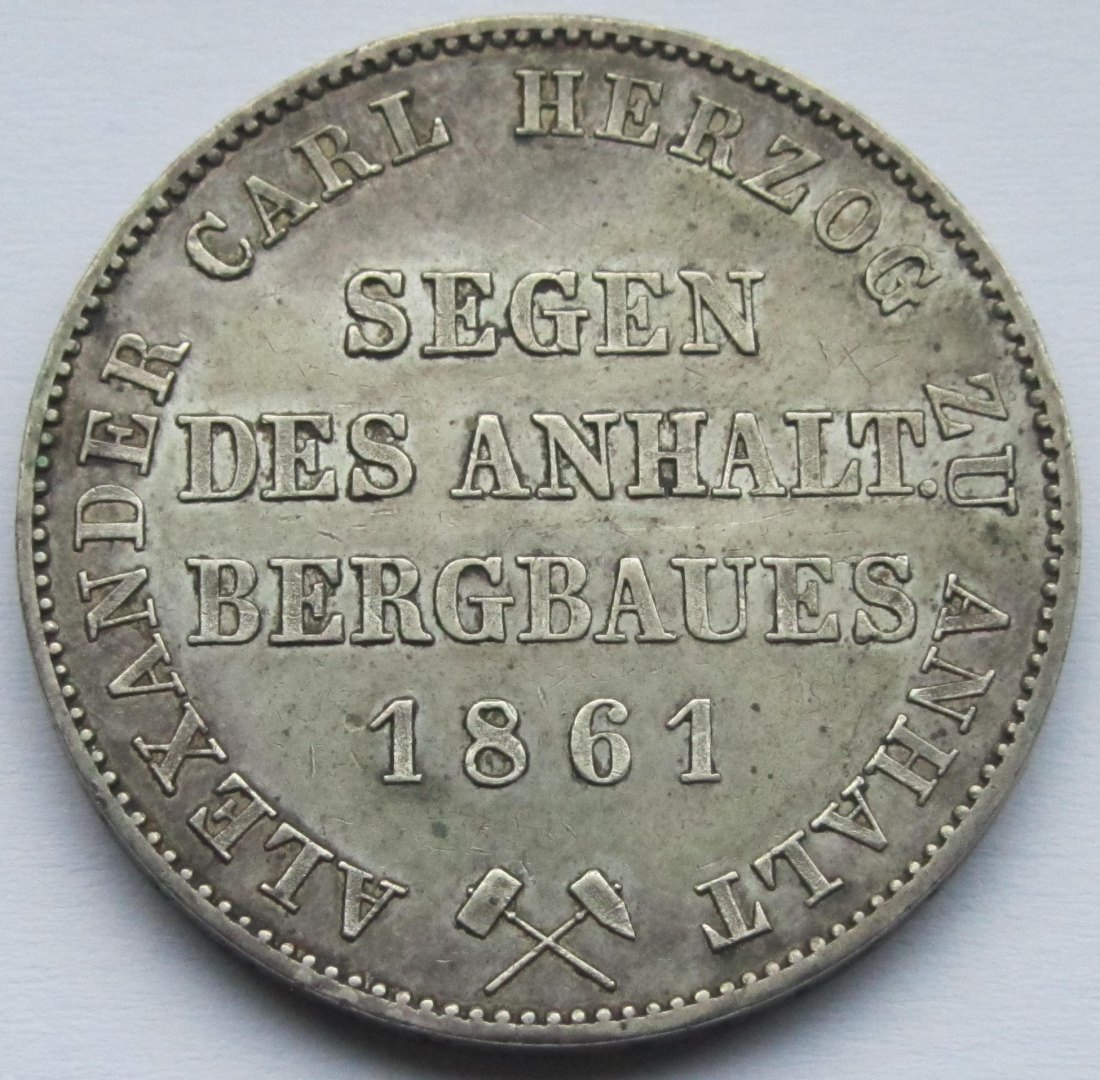 ALEXANDER CARL HERZOG ZU ANHALT
SEGEN
DES ANHALT.
BERGBAUES
1861